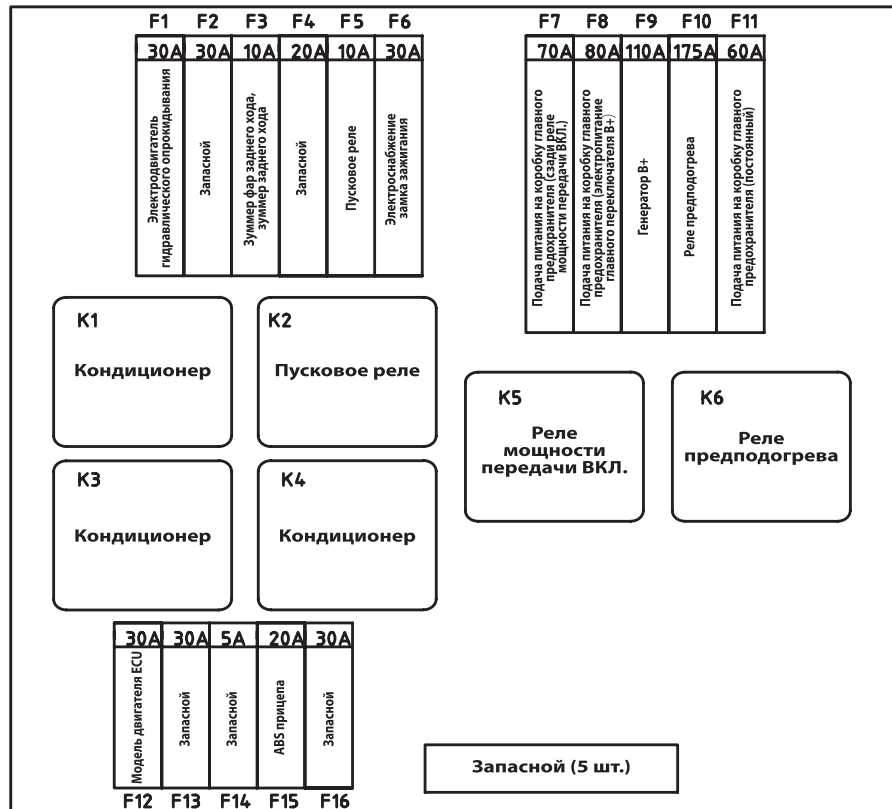 F1 F2 F3 F4 F5 F6
30A 30A 10A 20A 10A 30A
Электродвигатель
гидравлического опрокидывания
Запасной
Зуммер фар заднего хода,
зуммер заднего хода
Запасной
Пусковое реле
Электроснабжение
замка зажигания
F7 F8 F9 F10 F11
70A 80A 110A 175A 60A
Подача питания на коробку главного
предохранителя (сзади реле
мощности передачи ВКЛ.)
Подача питания на коробку главного
предохранителя (электропитание
главного переключателя B+)
Генератор B+
Реле предподогрева
Подача питания на коробку главного
предохранителя (постоянный)
K1
Кондиционер
K2
Пусковое реле
K3
Кондиционер
K4
Кондиционер
K5
Реле
мощности
передачи ВКЛ.
K6
Реле
предподогрева
30A 30A 5A 20A 30A
Модель двигателя ECU
Запасной
Запасной
ABS прицепа
Запасной
F12 F13 F14 F15 F16
Запасной (5 шт.)